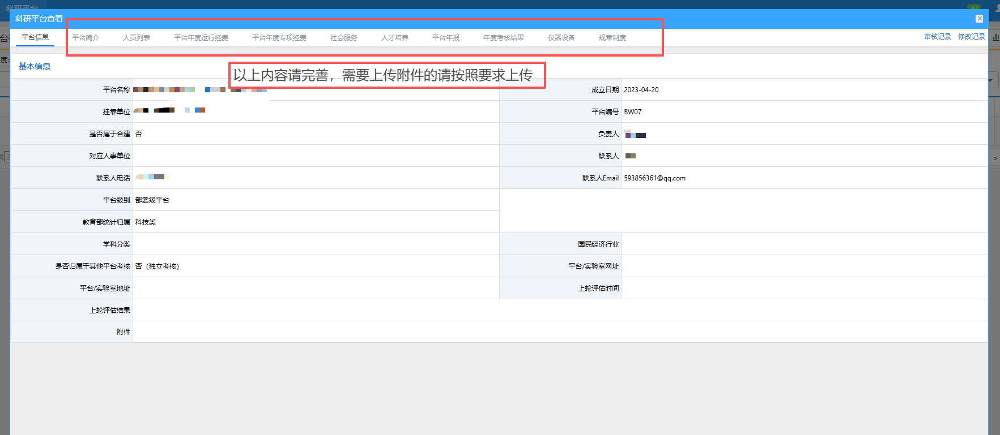 科研平台
科研平台查看
平台信息 平台简介 人员列表 平台年度运行经费 平台年度专项经费 社会服务 人才培养 平台年报 年度考核结果 仪器设备 规章制度 审核记录 修改记录
基本信息
以上内容请完善，需要上传附件的请按照要求上传
平台名称 成立日期 2023-04-20
挂靠单位 平台编号 BW07
是否属于合建 否 负责人
对应人事单位 联系人
联系人电话 联系人Email 593856361@qq.com
平台级别 部委级平台
教育部统计归属 科技类
学科分类 国民经济行业
是否归属于其他平台考核 否（独立考核） 平台/实验室网址
平台/实验室地址 上轮评估时间
上轮评估结果
附件